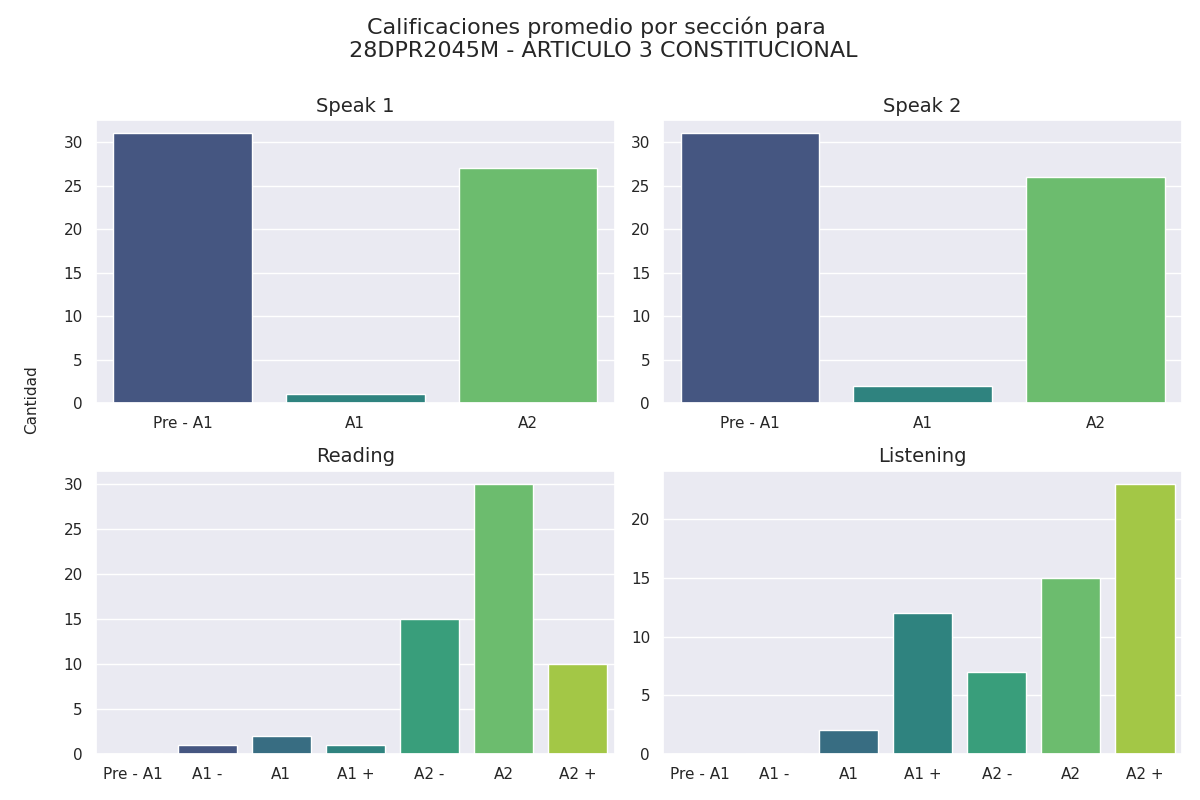 Calificaciones promedio por sección para
28DPR2045M - ARTICULO 3 CONSTITUCIONAL
Cantidad
Speak 1
30
25
20
15
10
5
0
Pre - A1 A1 A2
Speak 2
30
25
20
15
10
5
0
Pre - A1 A1 A2
Reading
30
25
20
15
10
5
0
Pre - A1 A1 - A1 A1 + A2 - A2 A2 +
Listening
20
15
10
5
0
Pre - A1 A1 - A1 A1 + A2 - A2 A2 +